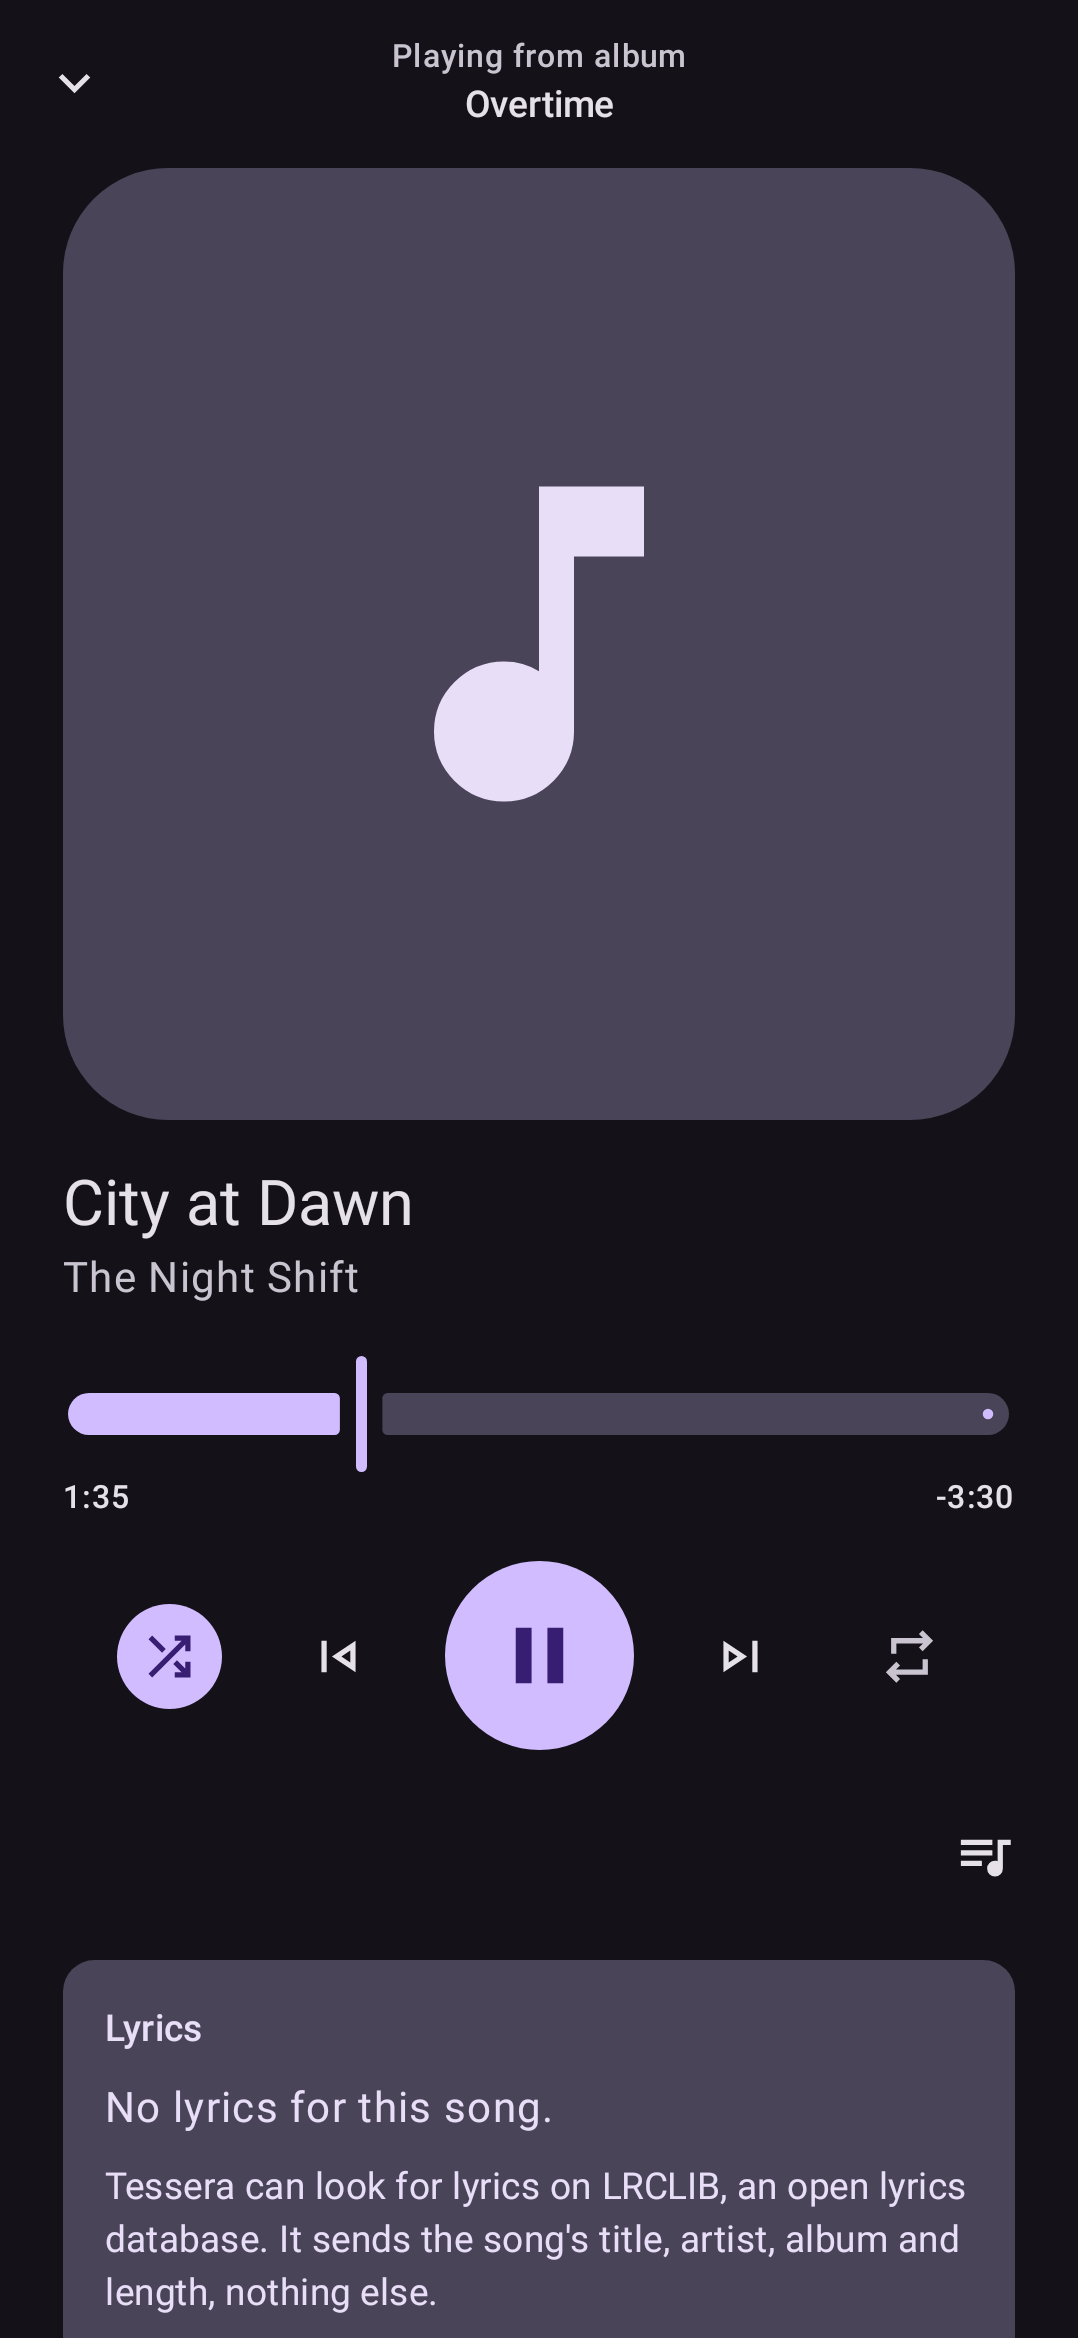 Playing from album
Overtime
City at Dawn
The Night Shift
1:35
-3:30
Lyrics
No lyrics for this song.
Tessera can look for lyrics on LRCLIB, an open lyrics
database. It sends the song's title, artist, album and
length, nothing else.